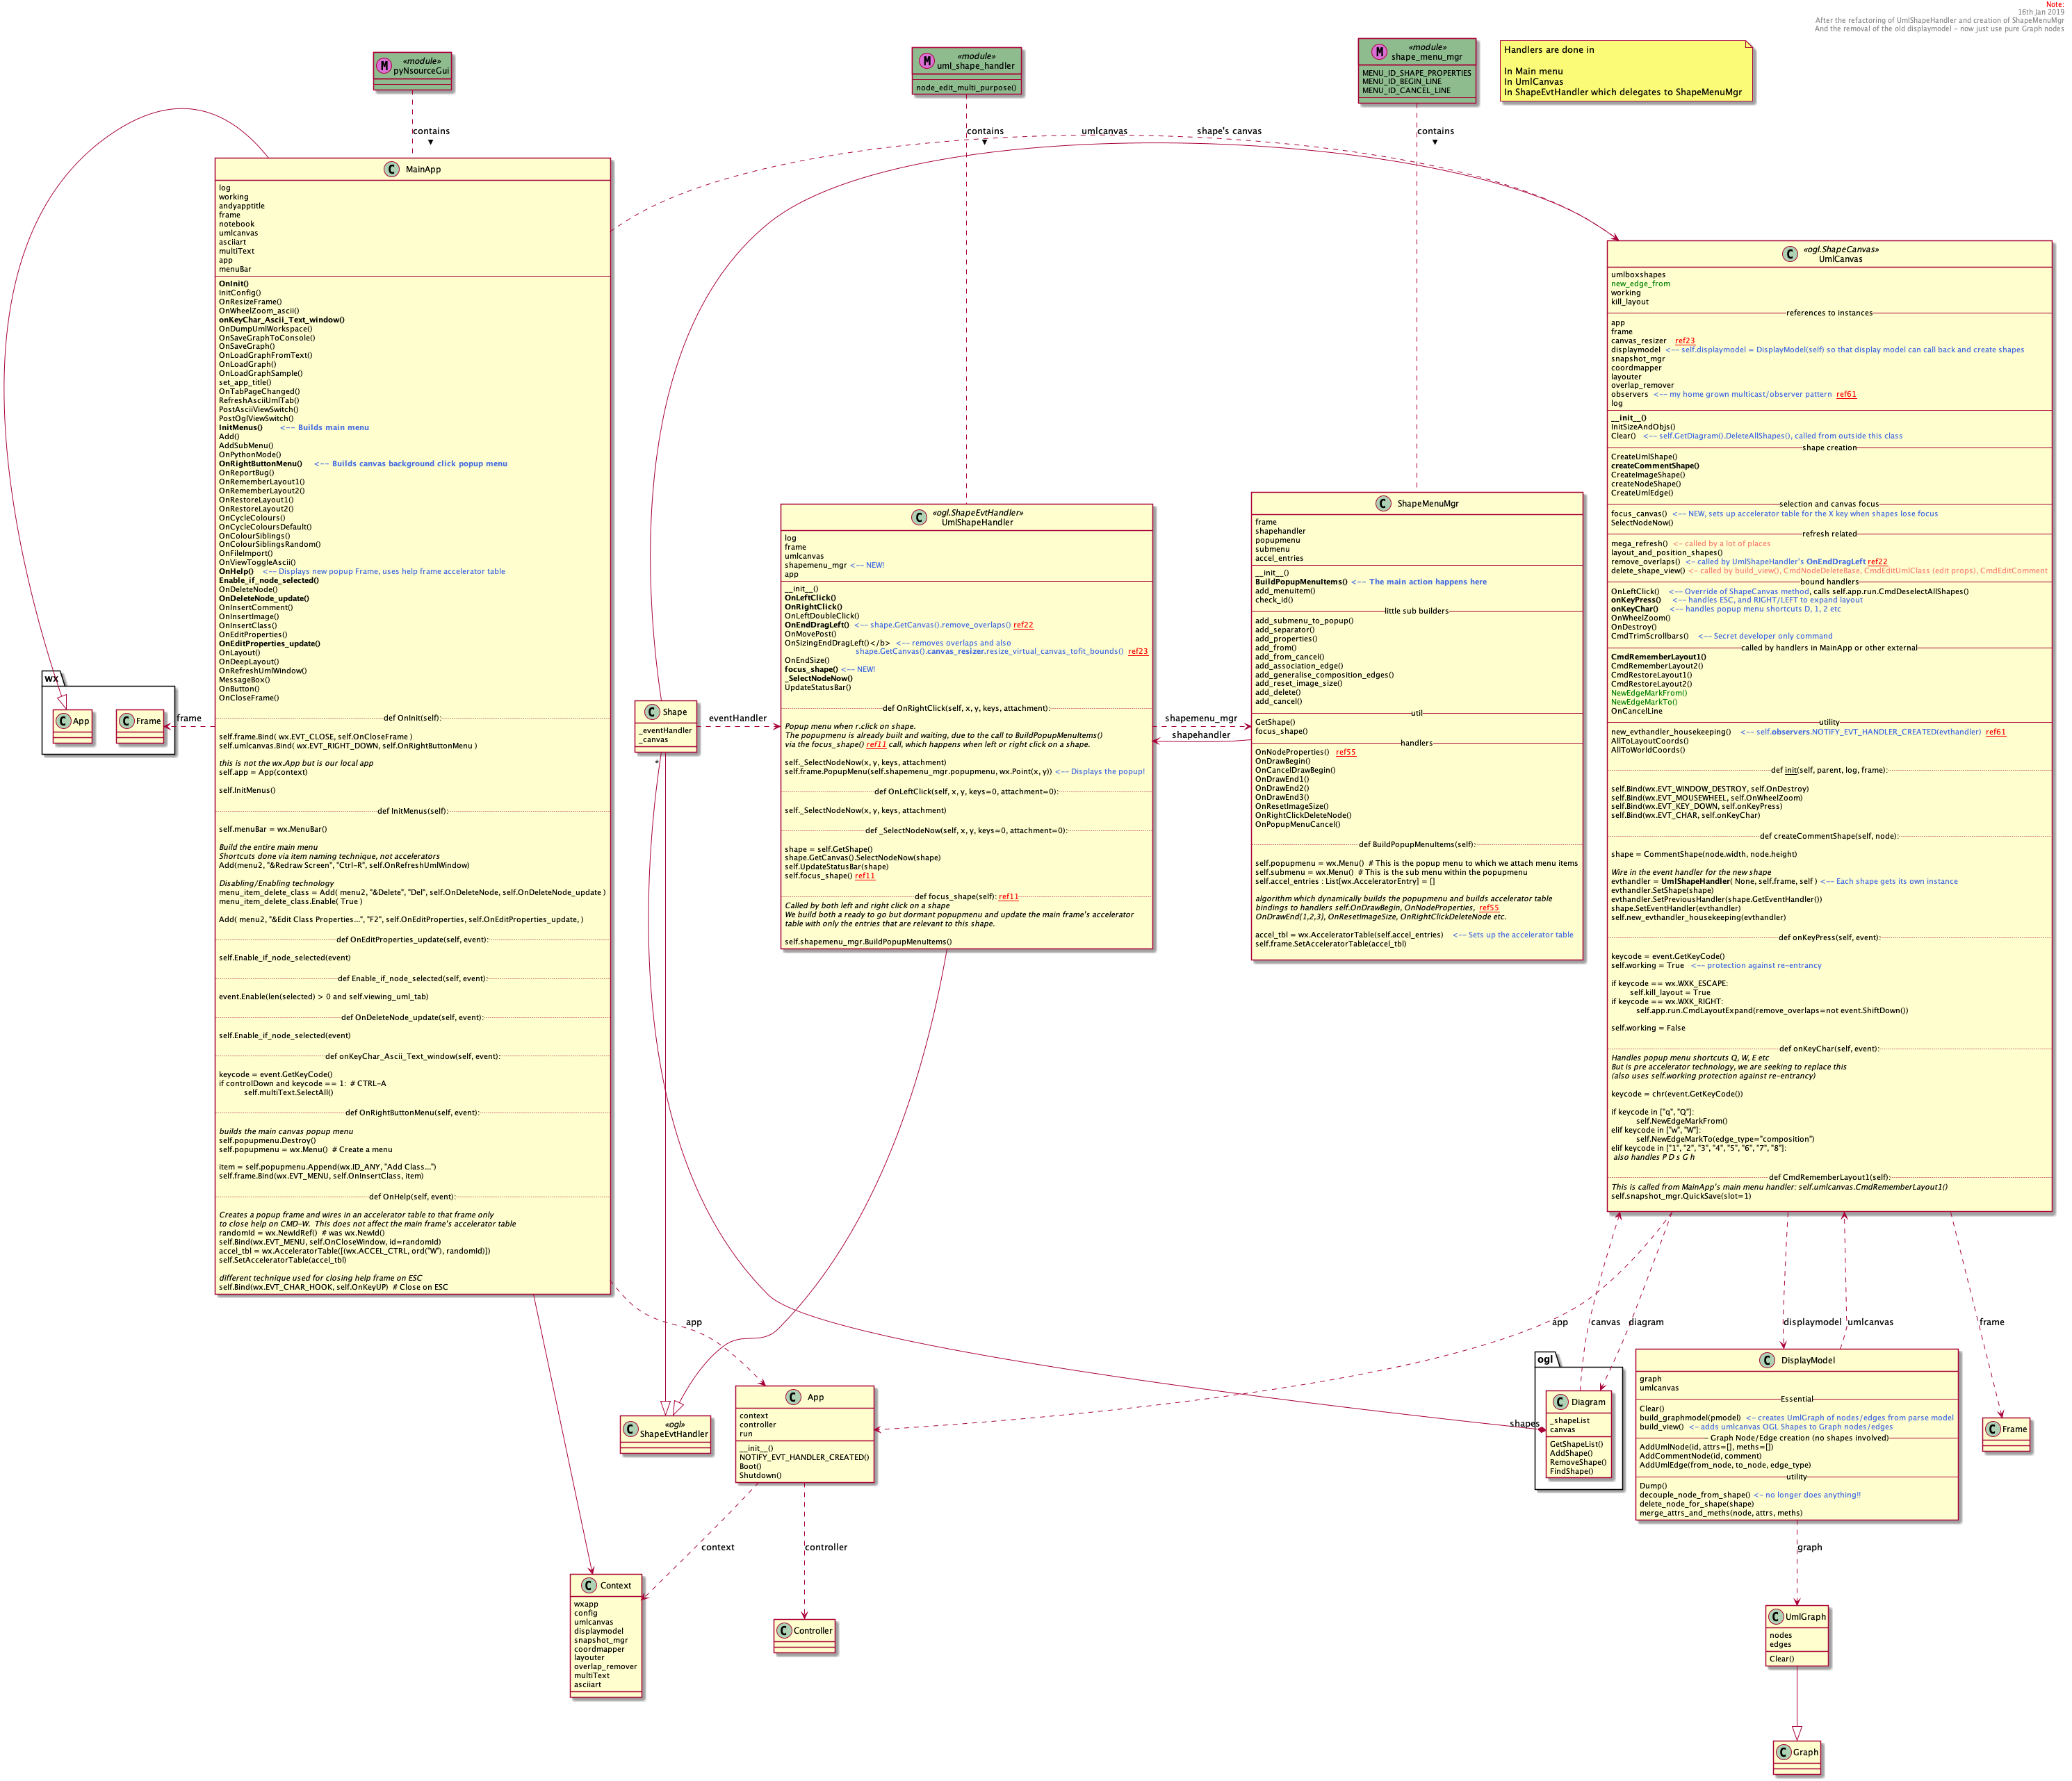 Note:
16th Jan 2019
After the refactoring of UmlShapeHandler and creation of ShapeMenuMgr
And the removal of the old displaymodel - now just use pure Graph nodes
«module»
pyNsourceGui
«module»
uml_shape_handler
node_edit_multi_purpose()
«module»
shape_menu_mgr
MENU_ID_SHAPE_PROPERTIES
MENU_ID_BEGIN_LINE
MENU_ID_CANCEL_LINE
Handlers are done in
In Main menu
In UmlCanvas
In ShapeEvtHandler which delegates to ShapeMenuMgr
contains
contains
umlcanvas
shape's canvas
contains
MainApp
log
working
andyapptitle
frame
notebook
umlcanvas
asciiart
multiText
app
menuBar
OnInit()
InitConfig()
OnResizeFrame()
OnWheelZoom_ascii()
onKeyChar_Ascii_Text_window()
OnDumpUmlWorkspace()
OnSaveGraphToConsole()
OnSaveGraph()
OnLoadGraphFromText()
OnLoadGraph()
OnLoadGraphSample()
set_app_title()
OnTabPageChanged()
RefreshAsciiUmlTab()
PostAsciiViewSwitch()
PostOglViewSwitch()
InitMenus() <-- Builds main menu
Add()
AddSubMenu()
OnPythonMode()
OnRightButtonMenu() <-- Builds canvas background click popup menu
OnReportBug()
OnRememberLayout1()
OnRememberLayout2()
OnRestoreLayout1()
OnRestoreLayout2()
OnCycleColours()
OnCycleColoursDefault()
OnColourSiblings()
OnColourSiblingsRandom()
OnFileImport()
OnViewToggleAscii()
OnHelp() <-- Displays new popup Frame, uses help frame accelerator table
Enable_if_node_selected()
OnDeleteNode()
OnDeleteNode_update()
OnInsertComment()
OnInsertImage()
OnInsertClass()
OnEditProperties()
OnEditProperties_update()
OnLayout()
OnDeepLayout()
OnRefreshUmlWindow()
MessageBox()
OnButton()
OnCloseFrame()
def OnInit(self):
self.frame.Bind( wx.EVT_CLOSE, self.OnCloseFrame )
self.umlcanvas.Bind( wx.EVT_RIGHT_DOWN, self.OnRightButtonMenu )
this is not the wx.App but is our local app
self.app = App(context)
self.InitMenus()
def InitMenus(self):
self.menuBar = wx.MenuBar()
Build the entire main menu
Shortcuts done via item naming technique, not accelerators
Add(menu2, "&Redraw Screen", "Ctrl-R", self.OnRefreshUmlWindow)
Disabling/Enabling technology
menu_item_delete_class = Add( menu2, "&Delete", "Del", self.OnDeleteNode, self.OnDeleteNode_update )
menu_item_delete_class.Enable( True )
Add( menu2, "&Edit Class Properties...", "F2", self.OnEditProperties, self.OnEditProperties_update, )
def OnEditProperties_update(self, event):
self.Enable_if_node_selected(event)
def Enable_if_node_selected(self, event):
event.Enable(len(selected) > 0 and self.viewing_uml_tab)
def OnDeleteNode_update(self, event):
self.Enable_if_node_selected(event)
def onKeyChar_Ascii_Text_window(self, event):
keycode = event.GetKeyCode()
if controlDown and keycode == 1: # CTRL-A
self.multiText.SelectAll()
def OnRightButtonMenu(self, event):
builds the main canvas popup menu
self.popupmenu.Destroy()
self.popupmenu = wx.Menu() # Create a menu
item = self.popupmenu.Append(wx.ID_ANY, "Add Class...")
self.frame.Bind(wx.EVT_MENU, self.OnInsertClass, item)
def OnHelp(self, event):
Creates a popup frame and wires in an accelerator table to that frame only
to close help on CMD-W. This does not affect the main frame's accelerator table
randomId = wx.NewIdRef() # was wx.NewId()
self.Bind(wx.EVT_MENU, self.OnCloseWindow, id=randomId)
accel_tbl = wx.AcceleratorTable([(wx.ACCEL_CTRL, ord("W"), randomId)])
self.SetAcceleratorTable(accel_tbl)
different technique used for closing help frame on ESC
self.Bind(wx.EVT_CHAR_HOOK, self.OnKeyUP) # Close on ESC
wx
App
Frame
frame
Shape
_eventHandler
_canvas
*
eventHandler
«ogl.ShapeEvtHandler»
UmlShapeHandler
log
frame
umlcanvas
shapemenu_mgr <-- NEW!
app
__init__()
OnLeftClick()
OnRightClick()
OnLeftDoubleClick()
OnEndDragLeft() <-- shape.GetCanvas().remove_overlaps() ref22
OnMovePost()
OnSizingEndDragLeft()</b> <-- removes overlaps and also
shape.GetCanvas().canvas_resizer.resize_virtual_canvas_tofit_bounds() ref23
OnEndSize()
focus_shape() <-- NEW!
_SelectNodeNow()
UpdateStatusBar()
def OnRightClick(self, x, y, keys, attachment):
Popup menu when r.click on shape.
The popupmenu is already built and waiting, due to the call to BuildPopupMenuItems()
via the focus_shape() ref11 call, which happens when left or right click on a shape.
self._SelectNodeNow(x, y, keys, attachment)
self.frame.PopupMenu(self.shapemenu_mgr.popupmenu, wx.Point(x, y)) <-- Displays the popup!
def OnLeftClick(self, x, y, keys=0, attachment=0):
self._SelectNodeNow(x, y, keys, attachment)
def _SelectNodeNow(self, x, y, keys=0, attachment=0):
shape = self.GetShape()
shape.GetCanvas().SelectNodeNow(shape)
self.UpdateStatusBar(shape)
self.focus_shape() ref11
def focus_shape(self): ref11
Called by both left and right click on a shape
We build both a ready to go but dormant popupmenu and update the main frame's accelerator
table with only the entries that are relevant to this shape.
self.shapemenu_mgr.BuildPopupMenuItems()
shapemenu_mgr
shapehandler
ShapeMenuMgr
frame
shapehandler
popupmenu
submenu
accel_entries
__init__()
BuildPopupMenuItems() <-- The main action happens here
add_menuitem()
check_id()
little sub builders
add_submenu_to_popup()
add_separator()
add_properties()
add_from()
add_from_cancel()
add_association_edge()
add_generalise_composition_edges()
add_reset_image_size()
add_delete()
add_cancel()
util
GetShape()
focus_shape()
handlers
OnNodeProperties() ref55
OnDrawBegin()
OnCancelDrawBegin()
OnDrawEnd1()
OnDrawEnd2()
OnDrawEnd3()
OnResetImageSize()
OnRightClickDeleteNode()
OnPopupMenuCancel()
def BuildPopupMenuItems(self):
self.popupmenu = wx.Menu() # This is the popup menu to which we attach menu items
self.submenu = wx.Menu() # This is the sub menu within the popupmenu
self.accel_entries : List[wx.AcceleratorEntry] = []
algorithm which dynamically builds the popupmenu and builds accelerator table
bindings to handlers self.OnDrawBegin, OnNodeProperties, ref55
OnDrawEnd{1,2,3}, OnResetImageSize, OnRightClickDeleteNode etc.
accel_tbl = wx.AcceleratorTable(self.accel_entries) <-- Sets up the accelerator table
self.frame.SetAcceleratorTable(accel_tbl)
«ogl.ShapeCanvas»
UmlCanvas
umlboxshapes
new_edge_from
working
kill_layout
references to instances
app
frame
canvas_resizer ref23
displaymodel <-- self.displaymodel = DisplayModel(self) so that display model can call back and create shapes
snapshot_mgr
coordmapper
layouter
overlap_remover
observers <-- my home grown multicast/observer pattern ref61
log
__init__()
InitSizeAndObjs()
Clear() <-- self.GetDiagram().DeleteAllShapes(), called from outside this class
shape creation
CreateUmlShape()
createCommentShape()
CreateImageShape()
createNodeShape()
CreateUmlEdge()
selection and canvas focus
focus_canvas() <-- NEW, sets up accelerator table for the X key when shapes lose focus
SelectNodeNow()
refresh related
mega_refresh() <- called by a lot of places
layout_and_position_shapes()
remove_overlaps() <- called by UmlShapeHandler's OnEndDragLeft ref22
delete_shape_view() <- called by build_view(), CmdNodeDeleteBase, CmdEditUmlClass (edit props), CmdEditComment
bound handlers
OnLeftClick() <-- Override of ShapeCanvas method, calls self.app.run.CmdDeselectAllShapes()
onKeyPress() <-- handles ESC, and RIGHT/LEFT to expand layout
onKeyChar() <-- handles popup menu shortcuts D, 1, 2 etc
OnWheelZoom()
OnDestroy()
CmdTrimScrollbars() <-- Secret developer only command
called by handlers in MainApp or other external
CmdRememberLayout1()
CmdRememberLayout2()
CmdRestoreLayout1()
CmdRestoreLayout2()
NewEdgeMarkFrom()
NewEdgeMarkTo()
OnCancelLine
utility
new_evthandler_housekeeping() <-- self.observers.NOTIFY_EVT_HANDLER_CREATED(evthandler) ref61
AllToLayoutCoords()
AllToWorldCoords()
def init(self, parent, log, frame):
self.Bind(wx.EVT_WINDOW_DESTROY, self.OnDestroy)
self.Bind(wx.EVT_MOUSEWHEEL, self.OnWheelZoom)
self.Bind(wx.EVT_KEY_DOWN, self.onKeyPress)
self.Bind(wx.EVT_CHAR, self.onKeyChar)
def createCommentShape(self, node):
shape = CommentShape(node.width, node.height)
Wire in the event handler for the new shape
evthandler = UmlShapeHandler( None, self.frame, self ) <-- Each shape gets its own instance
evthandler.SetShape(shape)
evthandler.SetPreviousHandler(shape.GetEventHandler())
shape.SetEventHandler(evthandler)
self.new_evthandler_housekeeping(evthandler)
def onKeyPress(self, event):
keycode = event.GetKeyCode()
self.working = True <-- protection against re-entrancy
if keycode == wx.WXK_ESCAPE:
self.kill_layout = True
if keycode == wx.WXK_RIGHT:
self.app.run.CmdLayoutExpand(remove_overlaps=not event.ShiftDown())
self.working = False
def onKeyChar(self, event):
Handles popup menu shortcuts Q, W, E etc
But is pre accelerator technology, we are seeking to replace this
(also uses self.working protection against re-entrancy)
keycode = chr(event.GetKeyCode())
if keycode in ["q", "Q"]:
self.NewEdgeMarkFrom()
elif keycode in ["w", "W"]:
self.NewEdgeMarkTo(edge_type="composition")
elif keycode in ["1", "2", "3", "4", "5", "6", "7", "8"]:
also handles P D s G h
def CmdRememberLayout1(self):
This is called from MainApp's main menu handler: self.umlcanvas.CmdRememberLayout1()
self.snapshot_mgr.QuickSave(slot=1)
app
app
canvas
diagram
displaymodel
umlcanvas
frame
«ogl»
ShapeEvtHandler
App
context
controller
run
__init__()
NOTIFY_EVT_HANDLER_CREATED()
Boot()
Shutdown()
shapes
ogl
Diagram
_shapeList
canvas
GetShapeList()
AddShape()
RemoveShape()
FindShape()
DisplayModel
graph
umlcanvas
Essential
Clear()
build_graphmodel(pmodel) <- creates UmlGraph of nodes/edges from parse model
build_view() <- adds umlcanvas OGL Shapes to Graph nodes/edges
Graph Node/Edge creation (no shapes involved)
AddUmlNode(id, attrs=[], meths=[])
AddCommentNode(id, comment)
AddUmlEdge(from_node, to_node, edge_type)
utility
Dump()
decouple_node_from_shape() <- no longer does anything!!
delete_node_for_shape(shape)
merge_attrs_and_meths(node, attrs, meths)
Frame
context
controller
graph
Context
wxapp
config
umlcanvas
displaymodel
snapshot_mgr
coordmapper
layouter
overlap_remover
multiText
asciiart
Controller
UmlGraph
nodes
edges
Clear()
Graph